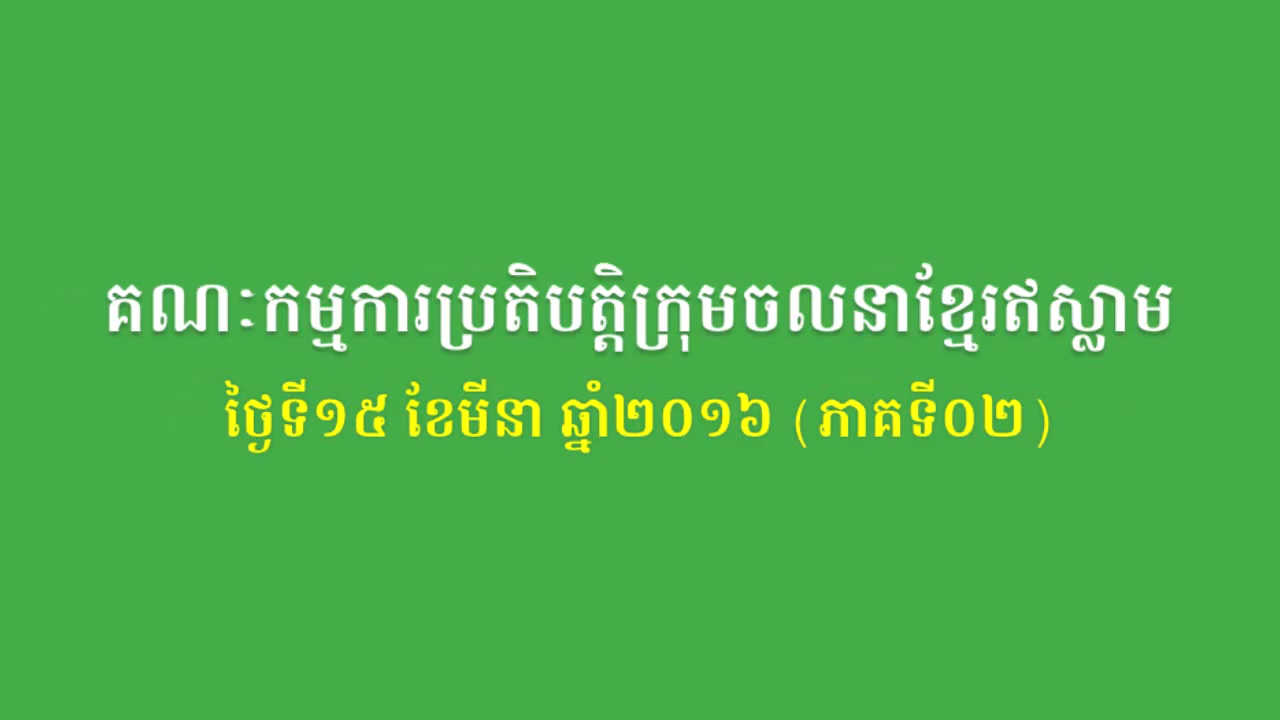 គណៈកម្មការប្រតិបត្តិក្រុមចលនាខ្មែរឥស្លាម
ថ្ងៃទី១៥ ខែមីនា ឆ្នាំ២០១៦ (ភាគទី០២)